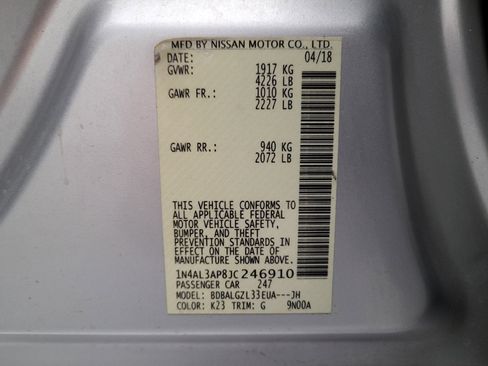 MFD BY NISSAN MOTOR CO., LTD.
DATE: 04/18
GVWR: 1917 KG
4226 LB
GAWR FR.: 1010 KG
2227 LB
GAWR RR.: 940 KG
2072 LB
THIS VEHICLE CONFORMS TO
ALL APPLICABLE FEDERAL
MOTOR VEHICLE SAFETY,
BUMPER, AND THEFT
PREVENTION STANDARDS IN
EFFECT ON THE DATE OF
MANUFACTURE SHOWN ABOVE.
1N4AL3AP8JC246910
PASSENGER CAR 247
MODEL: BDBALGZL33EUA---JH
COLOR: K23 TRIM: G 9N00A